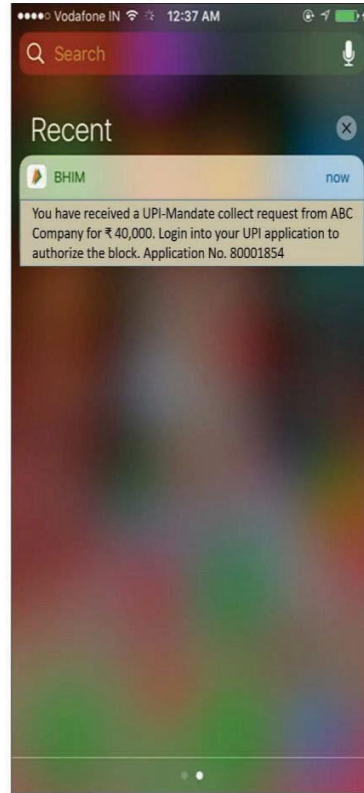 Vodafone IN 12:37 AM
Search
Recent
BHIM now
You have received a UPI-Mandate collect request from ABC
Company for ₹ 40,000. Login into your UPI application to
authorize the block. Application No. 80001854